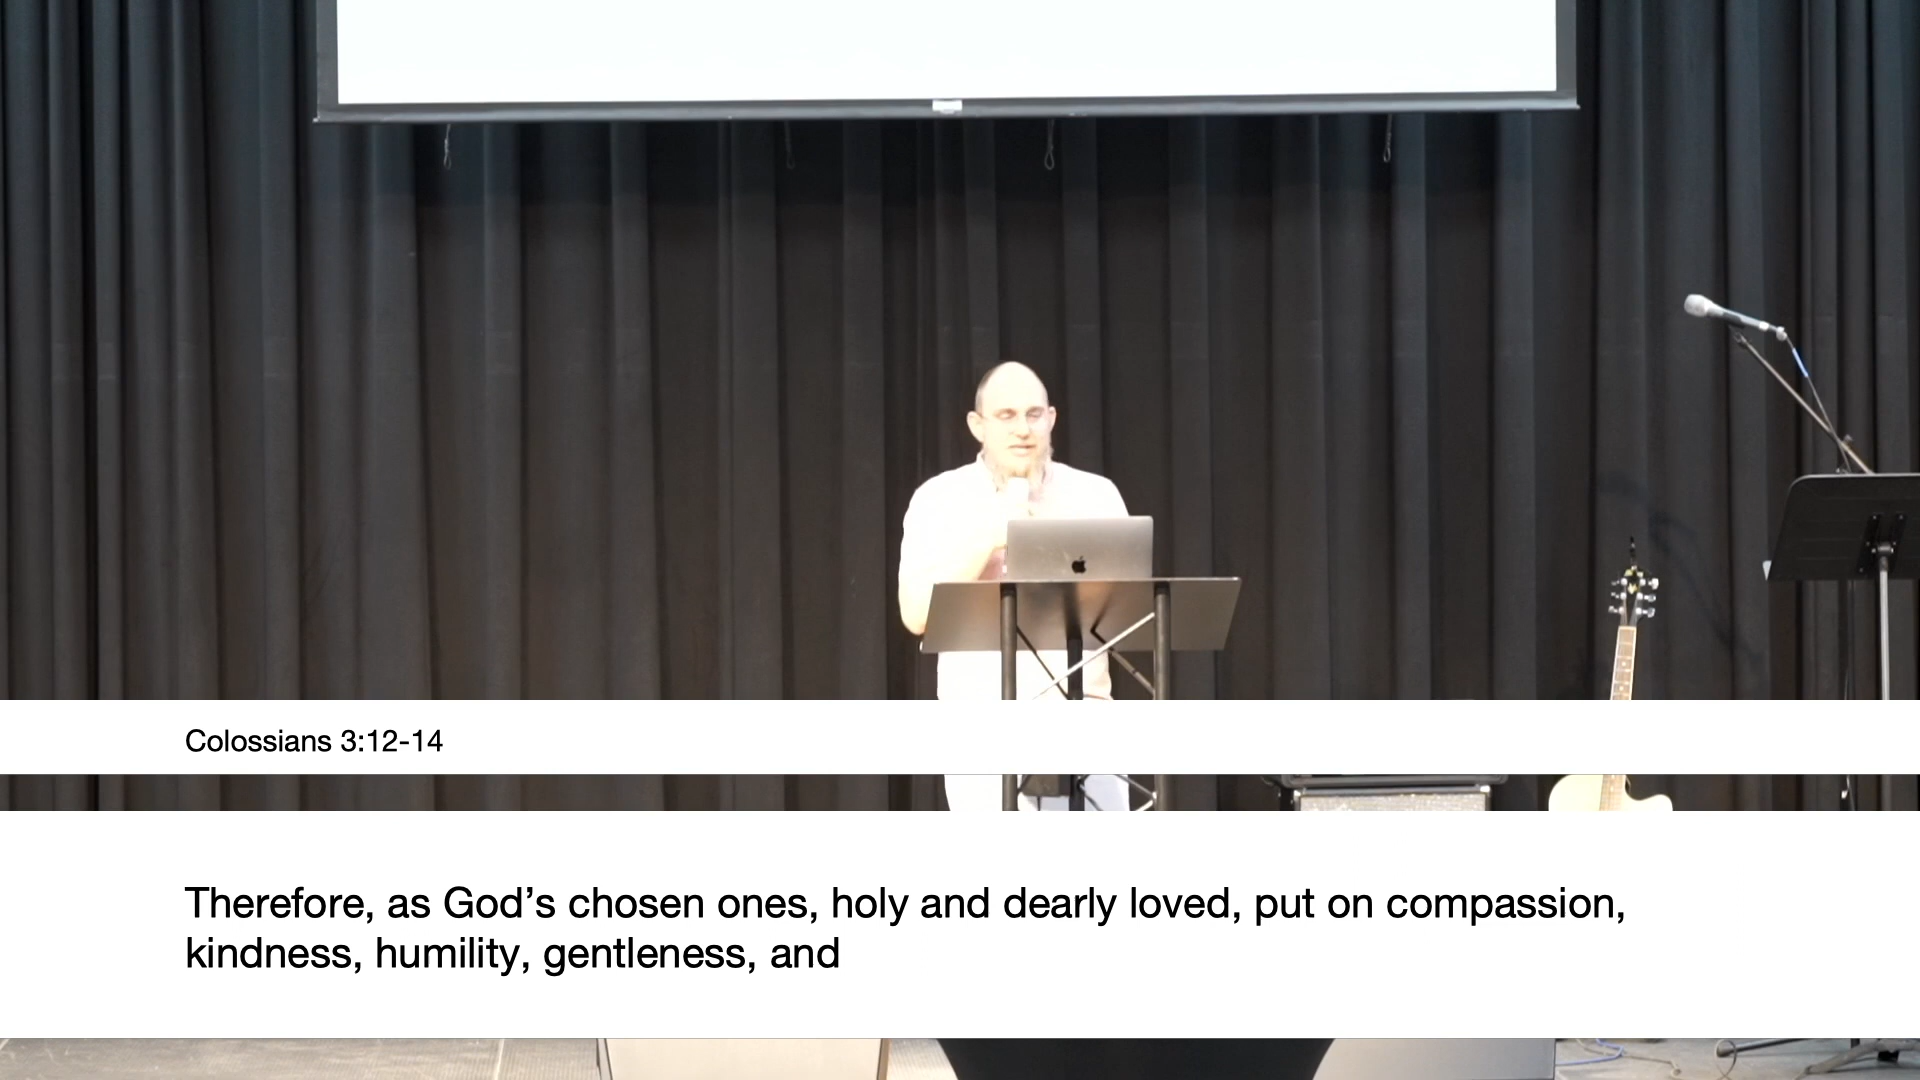 Colossians 3:12-14
Therefore, as God’s chosen ones, holy and dearly loved, put on compassion,
kindness, humility, gentleness, and